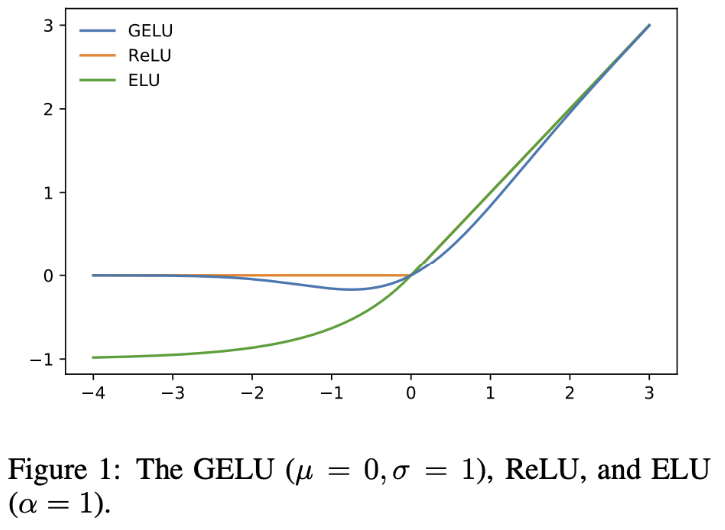 3
2
1
0
−1
GELU
ReLU
ELU
−4 −3 −2 −1 0 1 2 3
Figure 1: The GELU (μ = 0, σ = 1), ReLU, and ELU
(α = 1).